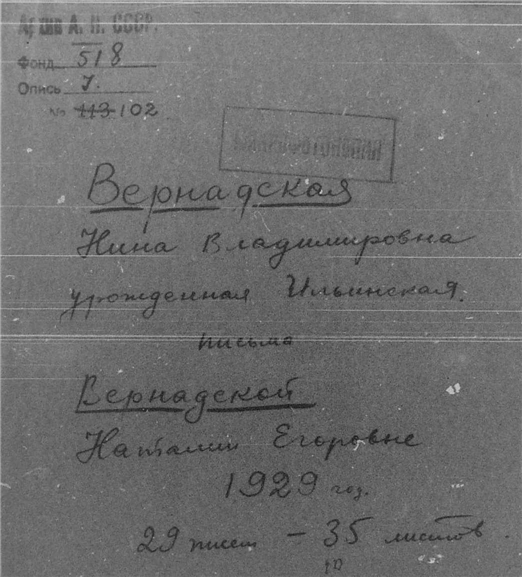 Архив А. Н. СССР.
Фонд 518
Опись 7.
№ 113 102
МИКРОФОТОКОПИЯ
Вернадская
Нина Владимировна
урожденная Ильинская.
письма
Вернадской
Наталии Егоровне
1929 год.
29 писем – 35 листов.